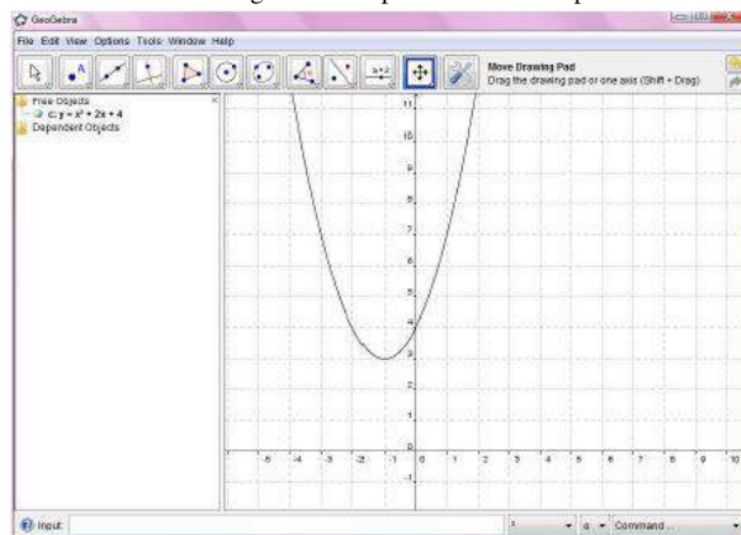 GeoGebra
File Edit View Options Tools Window Help
A
a=2
Move Drawing Pad
Drag the drawing pad or one axis (Shift + Drag)
Free Objects
c: y = x² + 2x + 4
Dependent Objects
11
10
9
8
7
6
5
4
3
2
1
0
-1
-5 -4 -3 -2 -1 0 1 2 3 4 5 6 7 8 9 10
Input:
α
Command ...